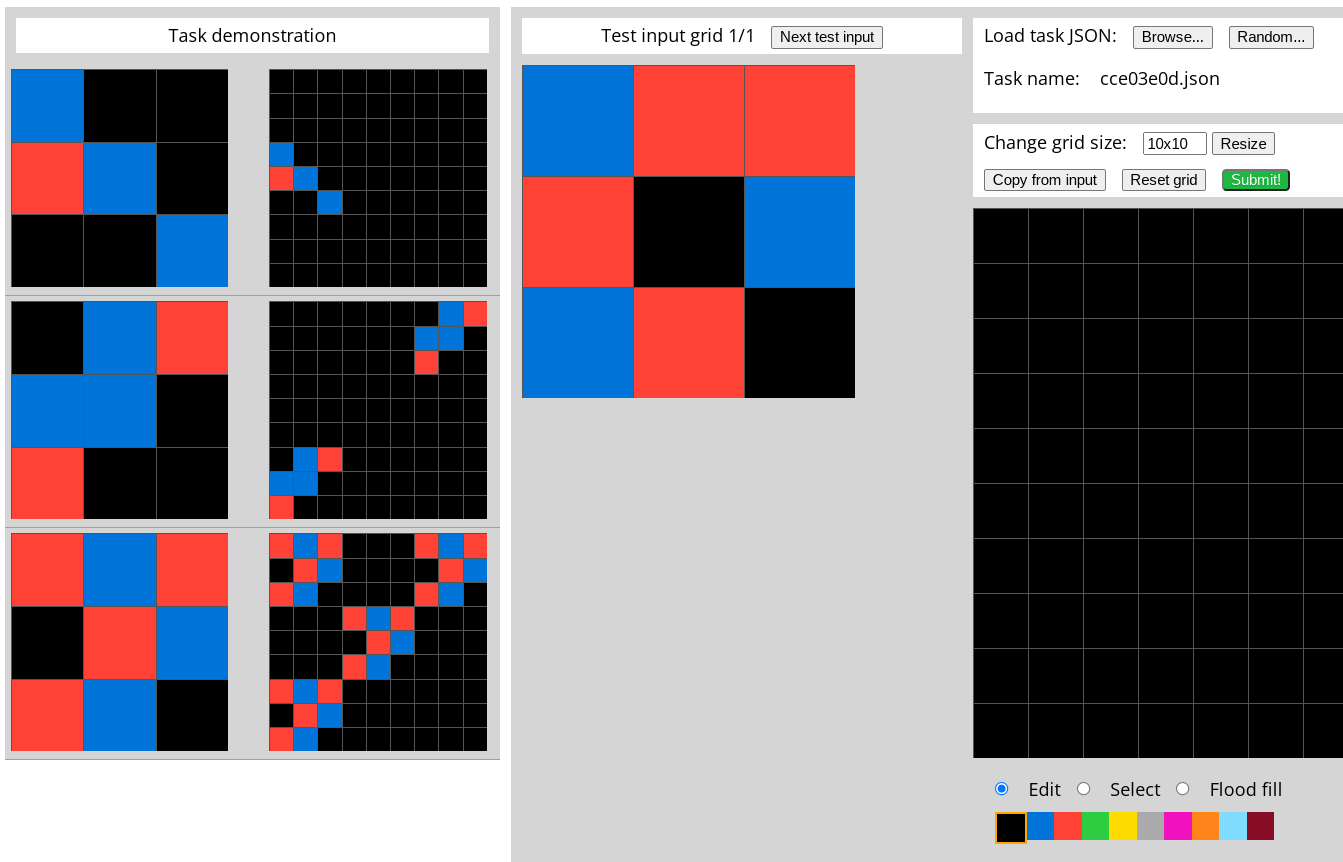 Task demonstration
Test input grid 1/1 Next test input
Load task JSON: Browse... Random...
Task name: cce03e0d.json
Change grid size: 10x10 Resize
Copy from input Reset grid Submit!
Edit Select Flood fill